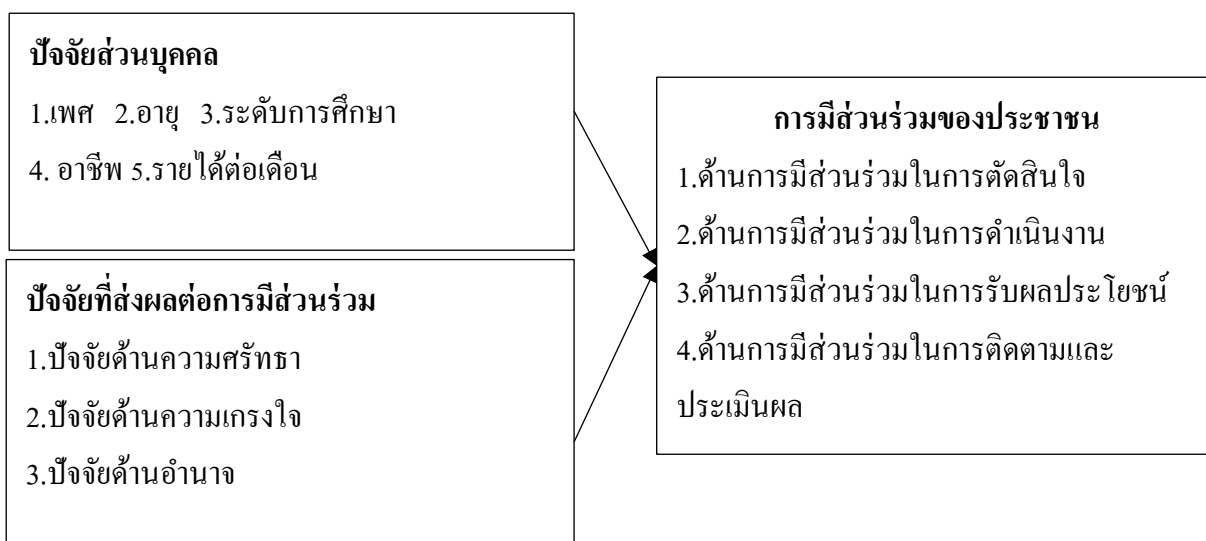 ปัจจัยส่วนบุคคล
1.เพศ 2.อายุ 3.ระดับการศึกษา
4. อาชีพ 5.รายได้ต่อเดือน
ปัจจัยที่ส่งผลต่อการมีส่วนร่วม
1.ปัจจัยด้านความศรัทธา
2.ปัจจัยด้านความเกรงใจ
3.ปัจจัยด้านอำนาจ
การมีส่วนร่วมของประชาชน
1.ด้านการมีส่วนร่วมในการตัดสินใจ
2.ด้านการมีส่วนร่วมในการดำเนินงาน
3.ด้านการมีส่วนร่วมในการรับผลประโยชน์
4.ด้านการมีส่วนร่วมในการติดตามและ
ประเมินผล